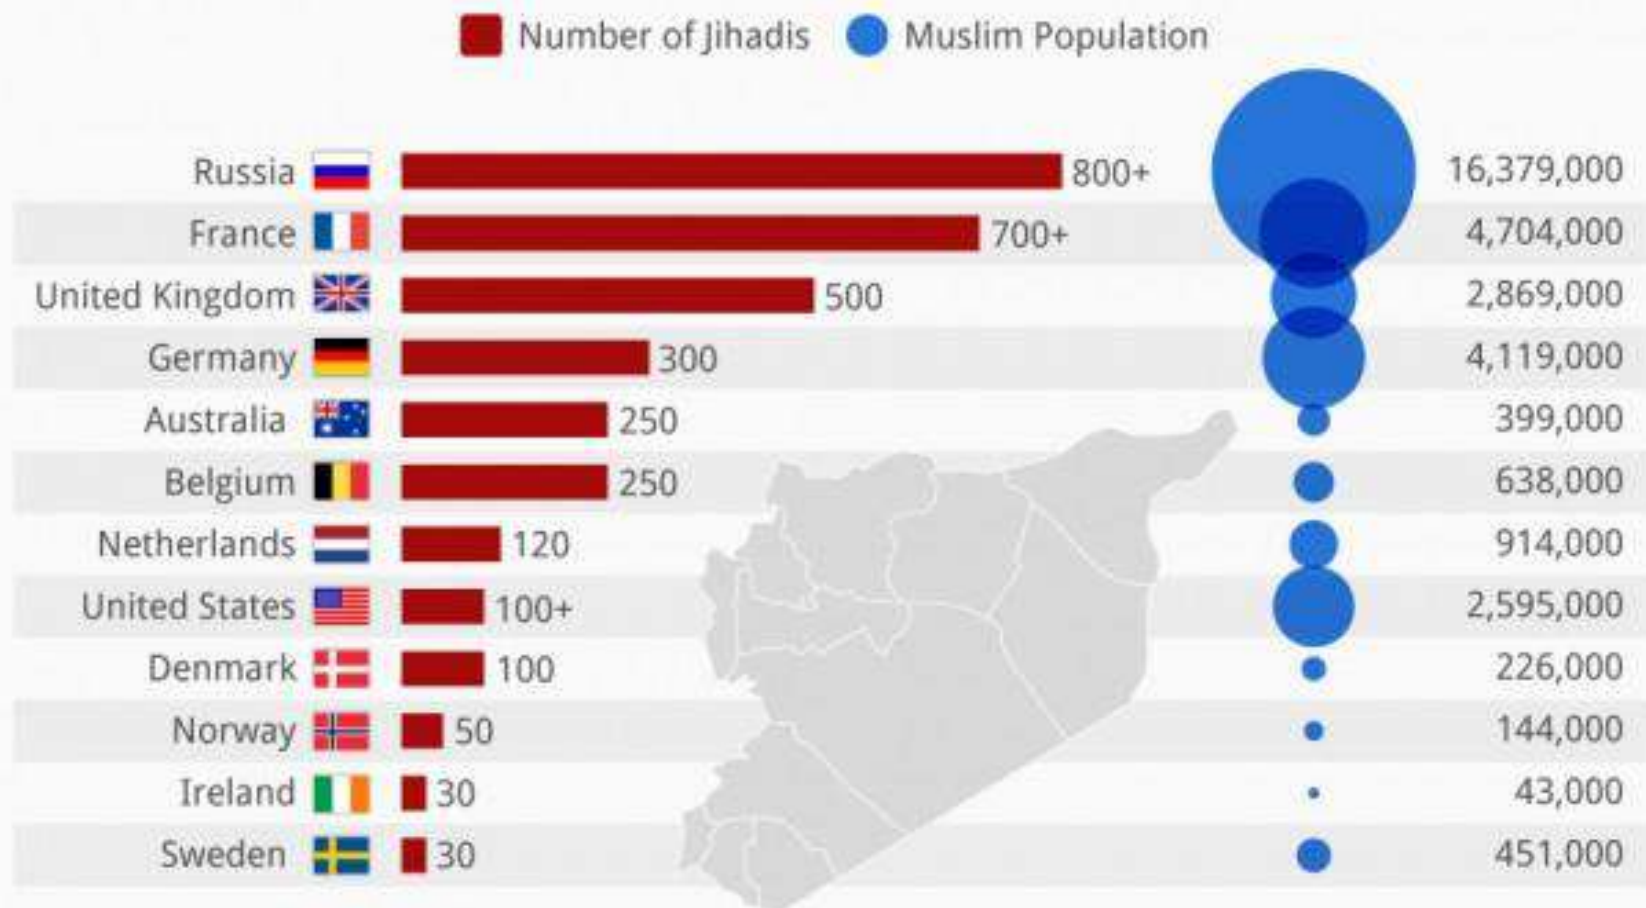 Number of Jihadis Muslim Population
Russia 800+ 16,379,000
France 700+ 4,704,000
United Kingdom 500 2,869,000
Germany 300 4,119,000
Australia 250 399,000
Belgium 250 638,000
Netherlands 120 914,000
United States 100+ 2,595,000
Denmark 100 226,000
Norway 50 144,000
Ireland 30 43,000
Sweden 30 451,000